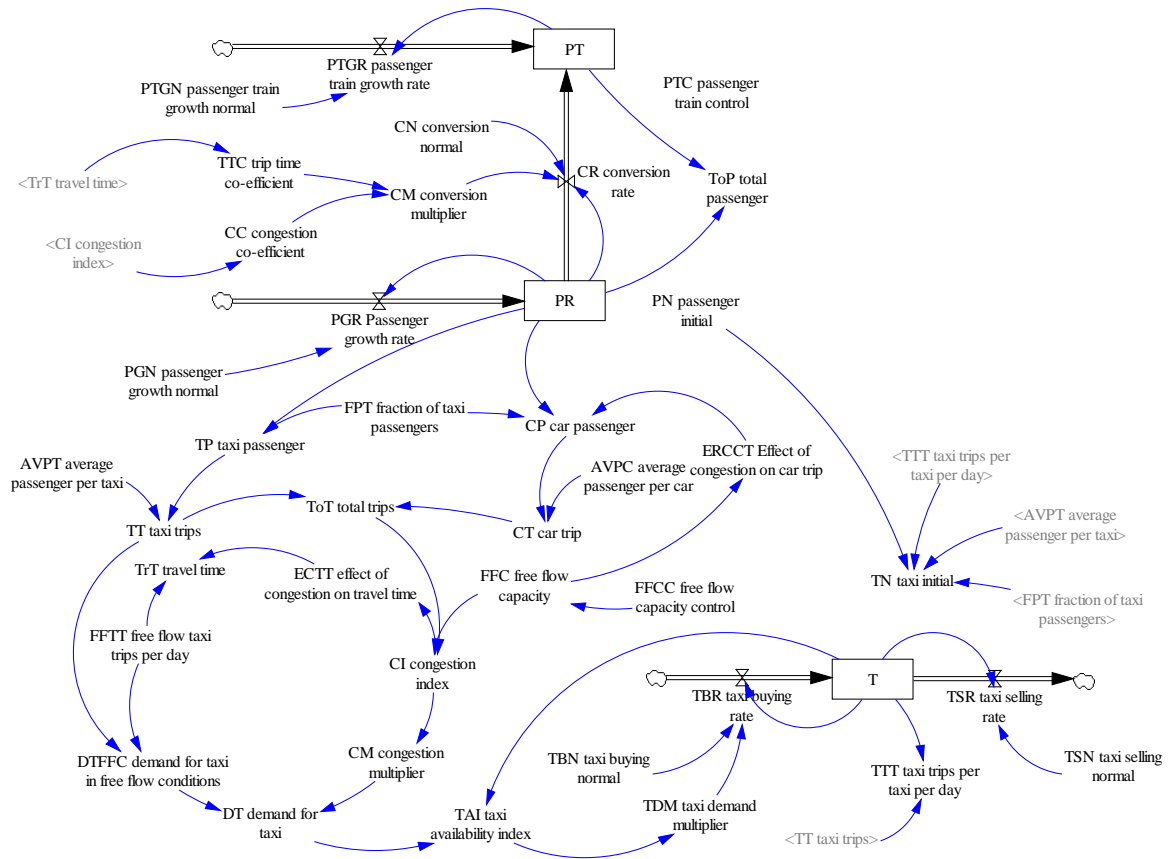 PT
PTGR passenger
train growth rate
PTGN passenger train
growth normal
PTC passenger
train control
CN conversion
normal
TTC trip time
co-efficient
<TrT travel time>
CM conversion
multiplier
CR conversion
rate
ToP total
passenger
CC congestion
co-efficient
<CI congestion
index>
PR
PGR Passenger
growth rate
PN passenger
initial
PGN passenger
growth normal
FPT fraction of taxi
passengers
CP car passenger
TP taxi passenger
ERCCT Effect of
congestion on car trip
AVPT average
passenger per taxi
AVPC average
passenger per car
<TTT taxi trips per
taxi per day>
ToT total trips
TT taxi trips
CT car trip
<AVPT average
passenger per taxi>
TrT travel time
ECTT effect of
congestion on travel time
FFC free flow
capacity
FFCC free flow
capacity control
TN taxi initial
<FPT fraction of taxi
passengers>
FFTT free flow taxi
trips per day
CI congestion
index
T
TBR taxi buying
rate
TSR taxi selling
rate
DTFFC demand for taxi
in free flow conditions
CM congestion
multiplier
TBN taxi buying
normal
TTT taxi trips per
taxi per day
TSN taxi selling
normal
DT demand for
taxi
TAI taxi
availability index
TDM taxi demand
multiplier
<TT taxi trips>